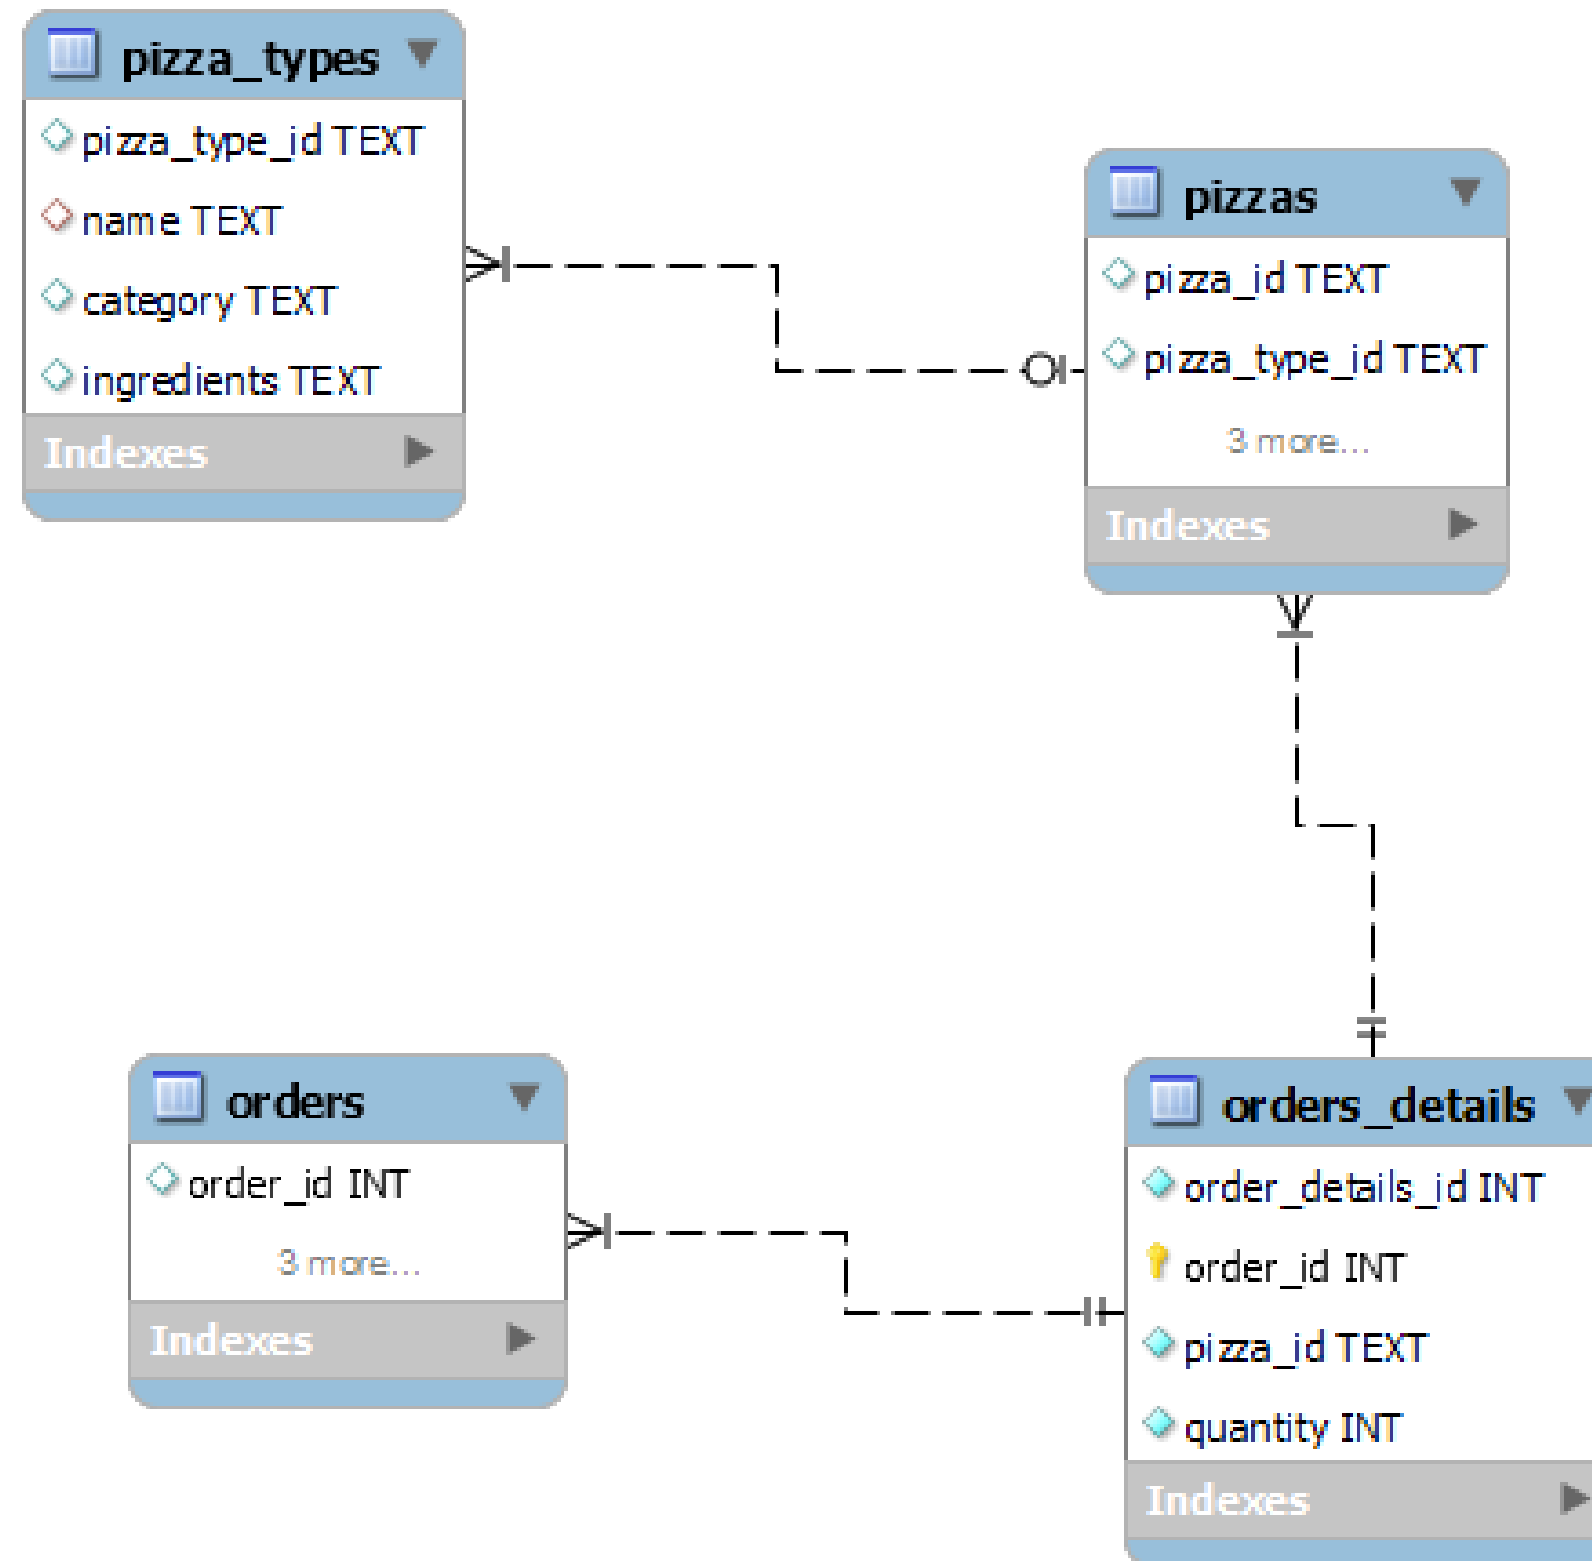 pizza_types
pizza_type_id TEXT
name TEXT
category TEXT
ingredients TEXT
Indexes
pizzas
pizza_id TEXT
pizza_type_id TEXT
3 more...
Indexes
orders
order_id INT
3 more...
Indexes
orders_details
order_details_id INT
order_id INT
pizza_id TEXT
quantity INT
Indexes